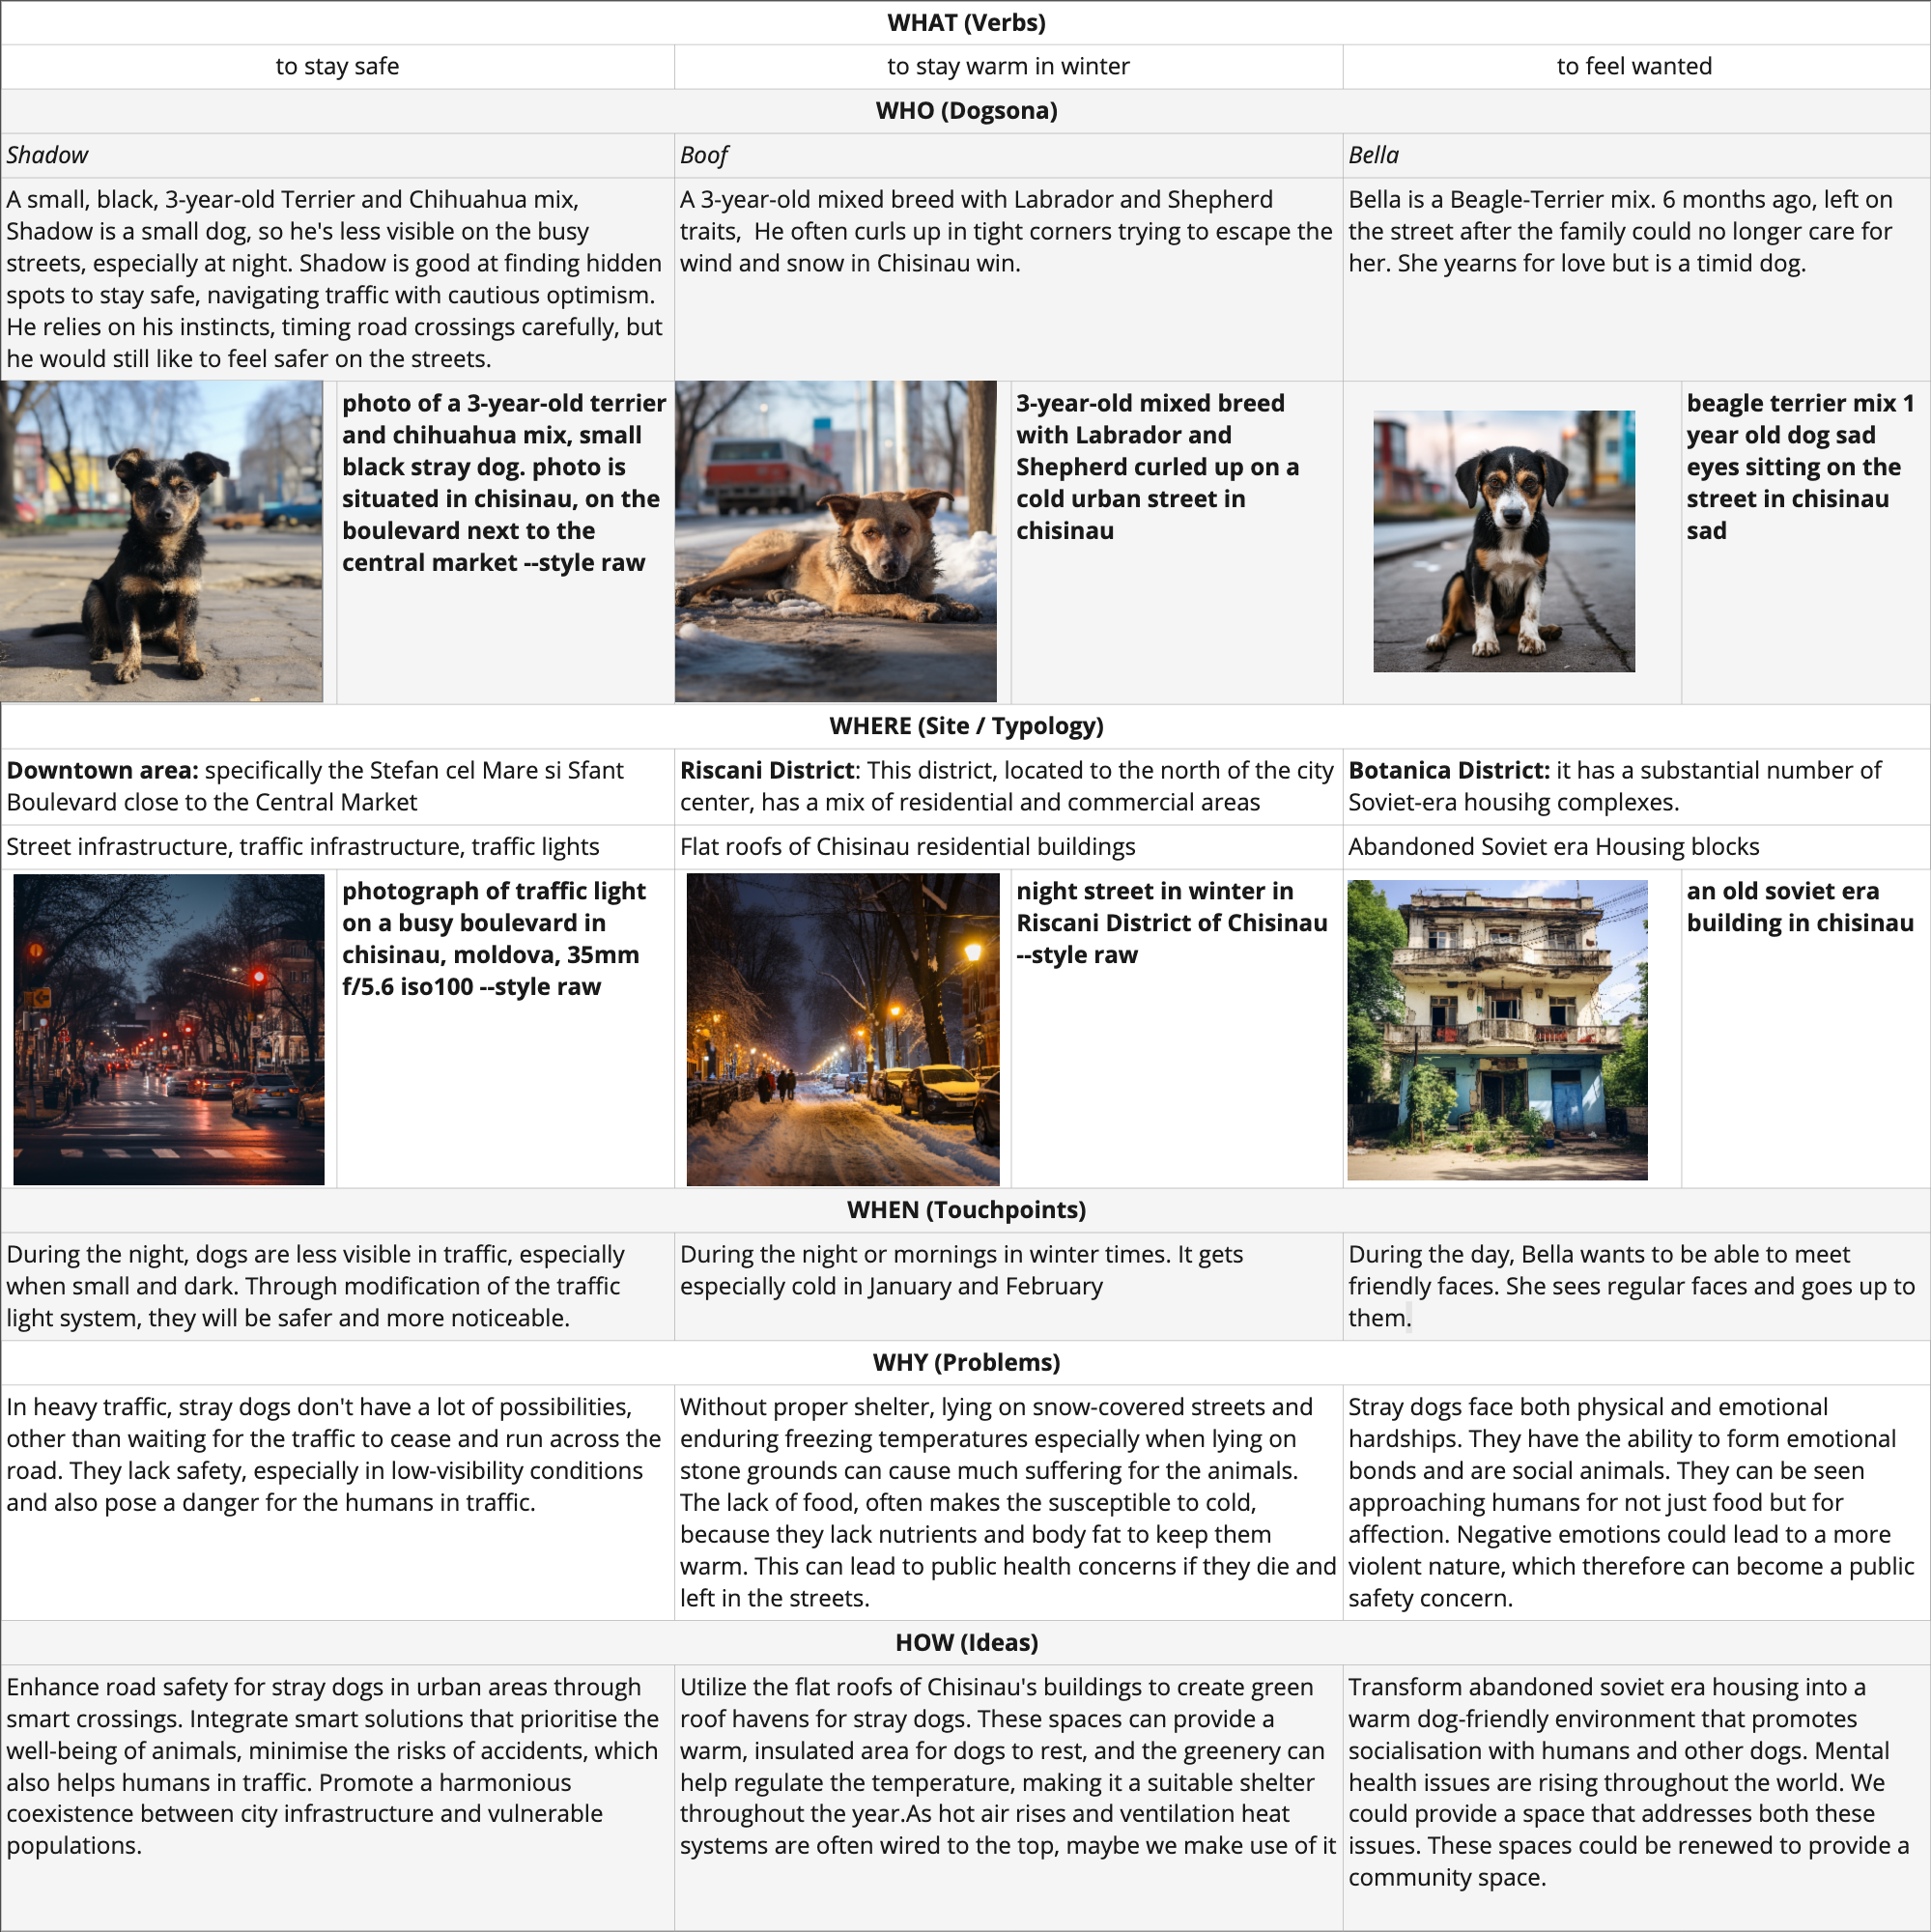 WHAT (Verbs)
to stay safe
to stay warm in winter
to feel wanted
WHO (Dogsona)
Shadow
Boof
Bella
A small, black, 3-year-old Terrier and Chihuahua mix,
Shadow is a small dog, so he's less visible on the busy
streets, especially at night. Shadow is good at finding hidden
spots to stay safe, navigating traffic with cautious optimism.
He relies on his instincts, timing road crossings carefully, but
he would still like to feel safer on the streets.
A 3-year-old mixed breed with Labrador and Shepherd
traits,  He often curls up in tight corners trying to escape the
wind and snow in Chisinau win.
Bella is a Beagle-Terrier mix. 6 months ago, left on
the street after the family could no longer care for
her. She yearns for love but is a timid dog.
photo of a 3-year-old terrier
and chihuahua mix, small
black stray dog. photo is
situated in chisinau, on the
boulevard next to the
central market --style raw
3-year-old mixed breed
with Labrador and
Shepherd curled up on a
cold urban street in
chisinau
beagle terrier mix 1
year old dog sad
eyes sitting on the
street in chisinau
sad
WHERE (Site / Typology)
Downtown area: specifically the Stefan cel Mare si Sfant
Boulevard close to the Central Market
Riscani District: This district, located to the north of the city
center, has a mix of residential and commercial areas
Botanica District: it has a substantial number of
Soviet-era housihg complexes.
Street infrastructure, traffic infrastructure, traffic lights
Flat roofs of Chisinau residential buildings
Abandoned Soviet era Housing blocks
photograph of traffic light
on a busy boulevard in
chisinau, moldova, 35mm
f/5.6 iso100 --style raw
night street in winter in
Riscani District of Chisinau
--style raw
an old soviet era
building in chisinau
WHEN (Touchpoints)
During the night, dogs are less visible in traffic, especially
when small and dark. Through modification of the traffic
light system, they will be safer and more noticeable.
During the night or mornings in winter times. It gets
especially cold in January and February
During the day, Bella wants to be able to meet
friendly faces. She sees regular faces and goes up to
them.
WHY (Problems)
In heavy traffic, stray dogs don't have a lot of possibilities,
other than waiting for the traffic to cease and run across the
road. They lack safety, especially in low-visibility conditions
and also pose a danger for the humans in traffic.
Without proper shelter, lying on snow-covered streets and
enduring freezing temperatures especially when lying on
stone grounds can cause much suffering for the animals.
The lack of food, often makes the susceptible to cold,
because they lack nutrients and body fat to keep them
warm. This can lead to public health concerns if they die and
left in the streets.
Stray dogs face both physical and emotional
hardships. They have the ability to form emotional
bonds and are social animals. They can be seen
approaching humans for not just food but for
affection. Negative emotions could lead to a more
violent nature, which therefore can become a public
safety concern.
HOW (Ideas)
Enhance road safety for stray dogs in urban areas through
smart crossings. Integrate smart solutions that prioritise the
well-being of animals, minimise the risks of accidents, which
also helps humans in traffic. Promote a harmonious
coexistence between city infrastructure and vulnerable
populations.
Utilize the flat roofs of Chisinau's buildings to create green
roof havens for stray dogs. These spaces can provide a
warm, insulated area for dogs to rest, and the greenery can
help regulate the temperature, making it a suitable shelter
throughout the year.As hot air rises and ventilation heat
systems are often wired to the top, maybe we make use of it
Transform abandoned soviet era housing into a
warm dog-friendly environment that promotes
socialisation with humans and other dogs. Mental
health issues are rising throughout the world. We
could provide a space that addresses both these
issues. These spaces could be renewed to provide a
community space.